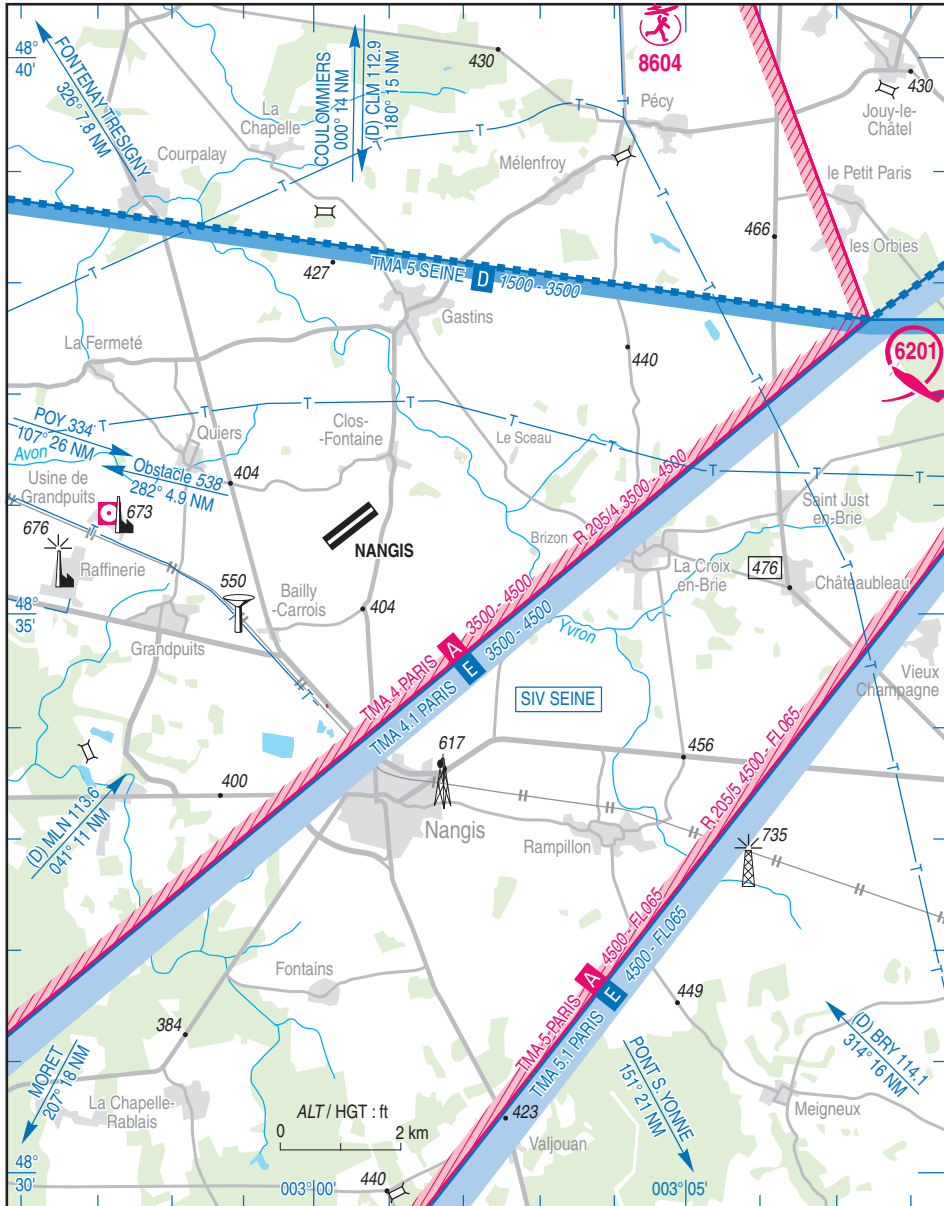 48°
40'
FONTENAY TRESIGNY
326° 7.8 NM
COULOMMIERS
000° 14 NM
(D) CLM 112.9
180° 15 NM
430
8604
430
Jouy-le-
Châtel
La
Chapelle
Pécy
Courpalay
Mélenfroy
le Petit Paris
466
les Orbies
427
TMA 5 SEINE D 1500 - 3500
Gastins
La Fermeté
440
6201
POY 334
107° 26 NM
Avon
Quiers
Clos-
-Fontaine
Le Sceau
Obstacle 538
282° 4.9 NM
404
Usine de
Grandpuits
673
676
Raffinerie
NANGIS
Brizon
R.205/4 3500 - 4500
Saint Just
en-Brie
La Croix
en-Brie
476
Châteaubleau
550
Bailly
-Carrois
404
48°
35'
Grandpuits
TMA 4 PARIS A 3500 - 4500
TMA 4.1 PARIS E 3500 - 4500
Yvron
Vieux
Champagne
SIV SEINE
617
456
400
(D) MLN 113.6
041° 11 NM
Nangis
Rampillon
R.205/5 4500 - FL065
735
Fontains
TMA 5 PARIS A 4500 - FL065
TMA 5.1 PARIS E 4500 - FL065
449
384
(D) BRY 114.1
314° 16 NM
MORET
207° 18 NM
PONT S. YONNE
151° 21 NM
La Chapelle-
Rablais
ALT / HGT : ft
0 2 km
423
Valjouan
Meigneux
48°
30'
003° 00'
440
003° 05'
T